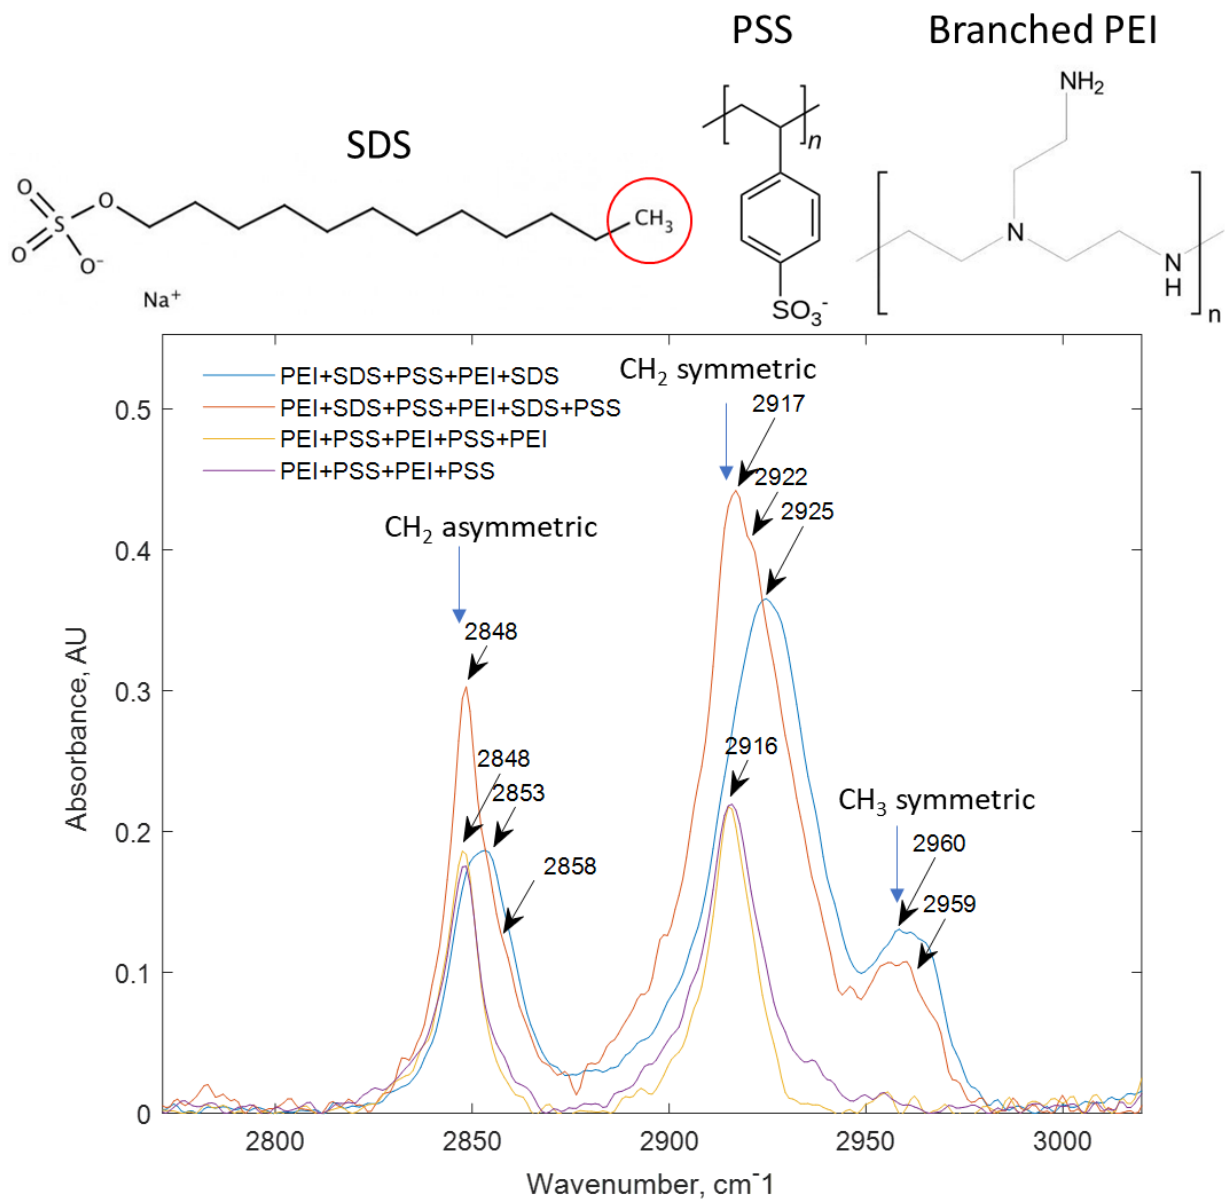 PSS
Branched PEI
SDS
NH₂
n
O
O
S
O
O⁻
Na⁺
CH₃
SO₃⁻
N
N
H
n
PEI+SDS+PSS+PEI+SDS
PEI+SDS+PSS+PEI+SDS+PSS
PEI+PSS+PEI+PSS+PEI
PEI+PSS+PEI+PSS
CH₂ symmetric
2917
2922
2925
CH₂ asymmetric
2848
2848
2853
2858
2916
CH₃ symmetric
2960
2959
0.5
0.4
0.3
0.2
0.1
0
Absorbance, AU
2800
2850
2900
2950
3000
Wavenumber, cm⁻1